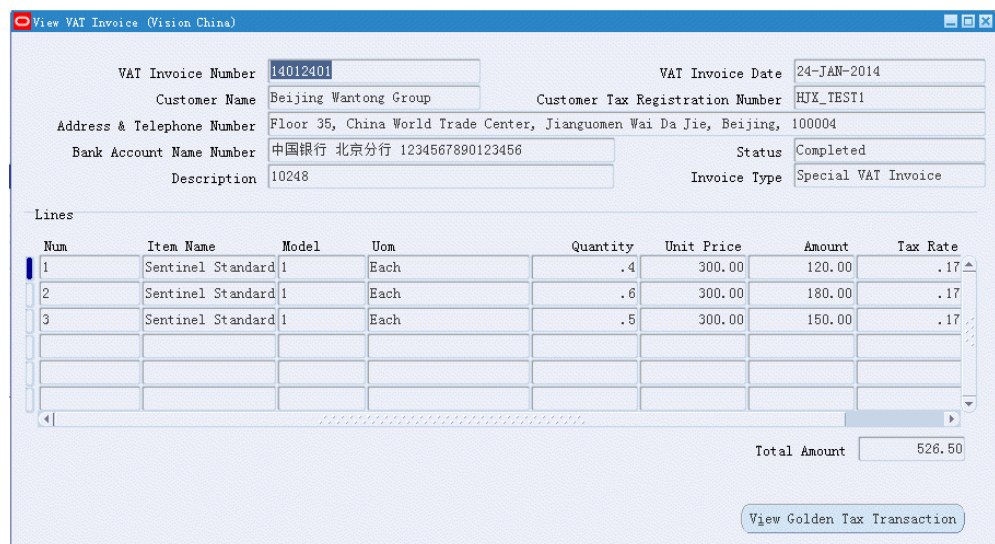 View VAT Invoice (Vision China)
VAT Invoice Number 14012401 VAT Invoice Date 24-JAN-2014
Customer Name Beijing Wantong Group Customer Tax Registration Number HJX_TEST1
Address & Telephone Number Floor 35, China World Trade Center, Jianguomen Wai Da Jie, Beijing, 100004
Bank Account Name Number 中国银行 北京分行 1234567890123456 Status Completed
Description 10248 Invoice Type Special VAT Invoice
Lines
Num Item Name Model Uom Quantity Unit Price Amount Tax Rate
1 Sentinel Standard 1 Each .4 300.00 120.00 .17
2 Sentinel Standard 1 Each .6 300.00 180.00 .17
3 Sentinel Standard 1 Each .5 300.00 150.00 .17
Total Amount 526.50
View Golden Tax Transaction